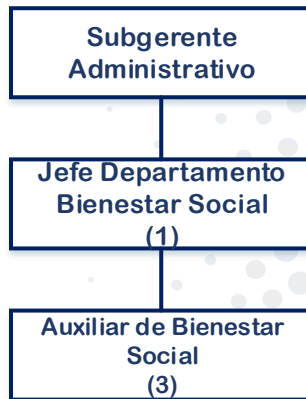 Subgerente
Administrativo
Jefe Departamento
Bienestar Social
(1)
Auxiliar de Bienestar
Social
(3)